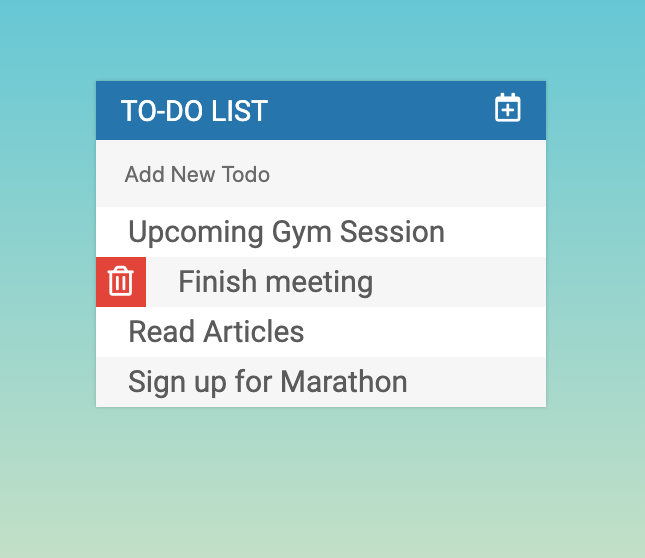 TO-DO LIST
Add New Todo
Upcoming Gym Session
Finish meeting
Read Articles
Sign up for Marathon